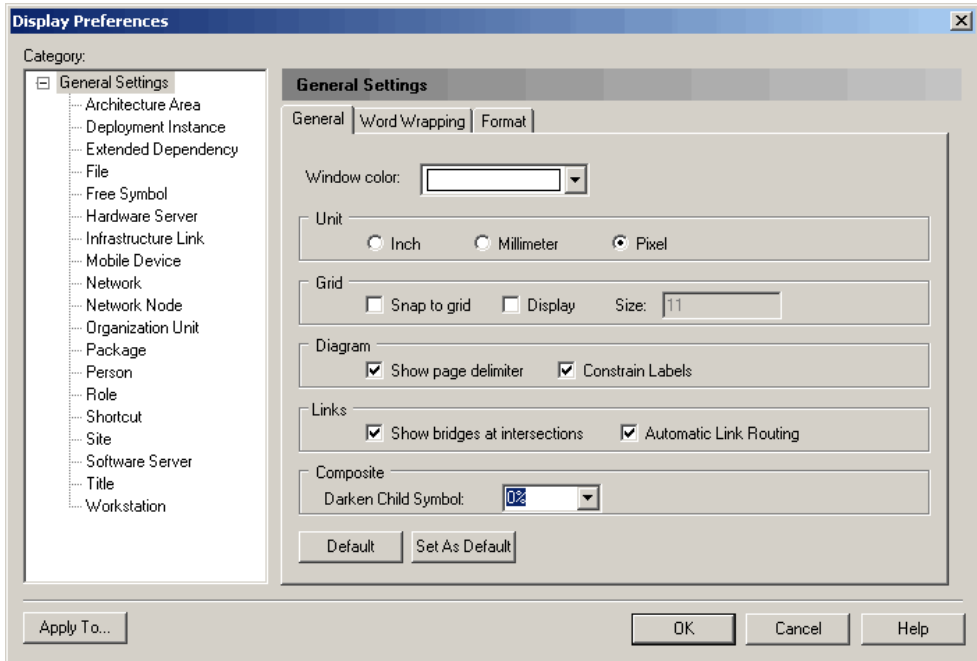 Display Preferences
Category:
General Settings
Architecture Area
Deployment Instance
Extended Dependency
File
Free Symbol
Hardware Server
Infrastructure Link
Mobile Device
Network
Network Node
Organization Unit
Package
Person
Role
Shortcut
Site
Software Server
Title
Workstation
General Settings
General Word Wrapping Format
Window color:
Unit
Inch Millimeter Pixel
Grid
Snap to grid Display Size: 11
Diagram
Show page delimiter Constrain Labels
Links
Show bridges at intersections Automatic Link Routing
Composite
Darken Child Symbol: 0%
Default Set As Default
Apply To... OK Cancel Help